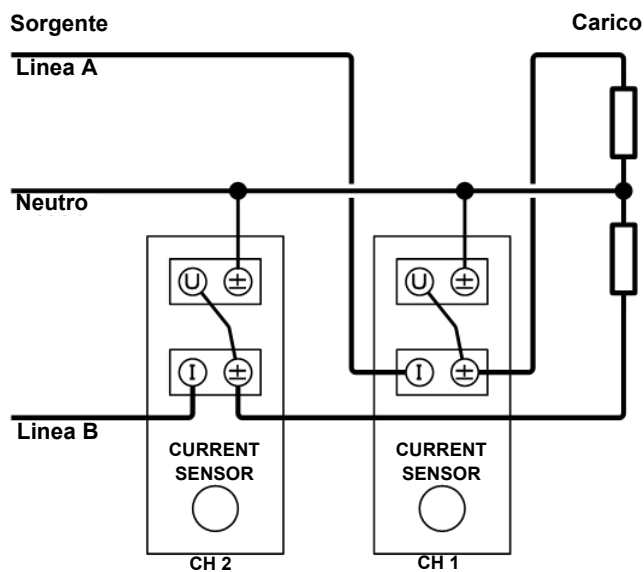 Sorgente
Carico
Linea A
Neutro
U ±
U ±
I ±
I ±
Linea B
CURRENT
SENSOR
CURRENT
SENSOR
CH 2
CH 1